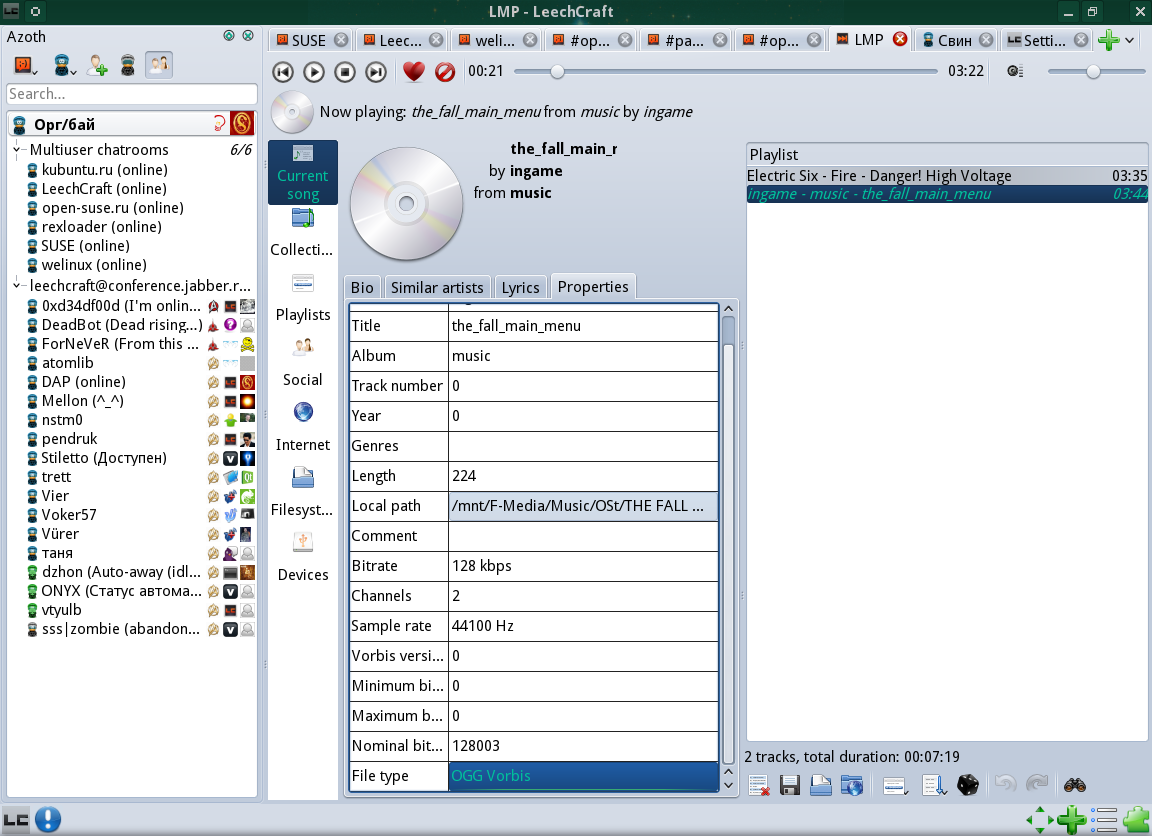 LMP - LeechCraft
Azoth
Search...
Орг/бай
Multiuser chatrooms 6/6
kubuntu.ru (online)
LeechCraft (online)
open-suse.ru (online)
rexloader (online)
SUSE (online)
welinux (online)
leechcraft@conference.jabber.r...
0xd34df00d (I'm onlin...
DeadBot (Dead rising...)
ForNeVeR (From this ...
atomlib
DAP (online)
Mellon (^_^)
nstm0
pendruk
Stiletto (Доступен)
trett
Vier
Voker57
Vürer
таня
dzhon (Auto-away (idl...
ONYX (Статус автома...
vtyulb
sss|zombie (abandon...
SUSE
Leec...
weli...
#op...
#pa...
#op...
LMP
Свин
Setti...
00:21
03:22
Now playing: the_fall_main_menu from music by ingame
Current song
Collecti...
Playlists
Social
Internet
Filesyst...
Devices
the_fall_main_r
by ingame
from music
Bio
Similar artists
Lyrics
Properties
Title the_fall_main_menu
Album music
Track number 0
Year 0
Genres
Length 224
Local path /mnt/F-Media/Music/OSt/THE FALL ...
Comment
Bitrate 128 kbps
Channels 2
Sample rate 44100 Hz
Vorbis versi... 0
Minimum bi... 0
Maximum b... 0
Nominal bit... 128003
File type OGG Vorbis
Playlist
Electric Six - Fire - Danger! High Voltage 03:35
ingame - music - the_fall_main_menu 03:44
2 tracks, total duration: 00:07:19
LC